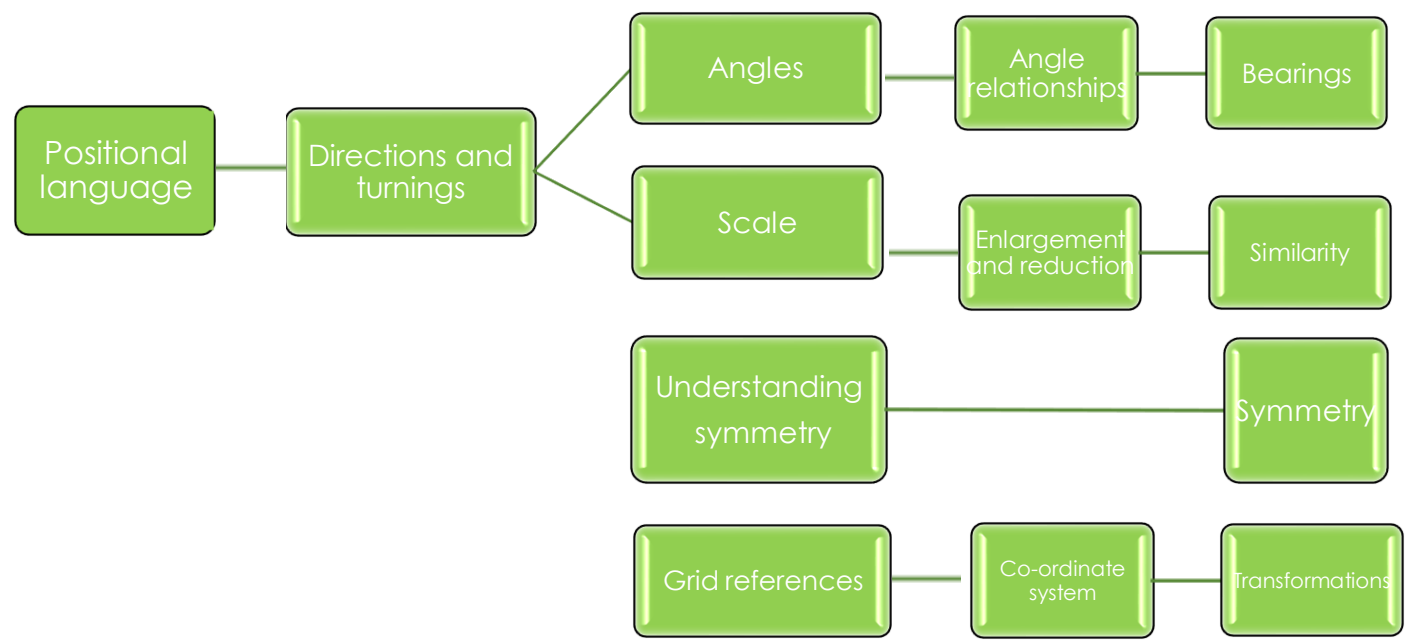 Positional
language
Directions and
turnings
Angles
Angle
relationships
Bearings
Scale
Enlargement
and reduction
Similarity
Understanding
symmetry
Symmetry
Grid references
Co-ordinate
system
Transformations